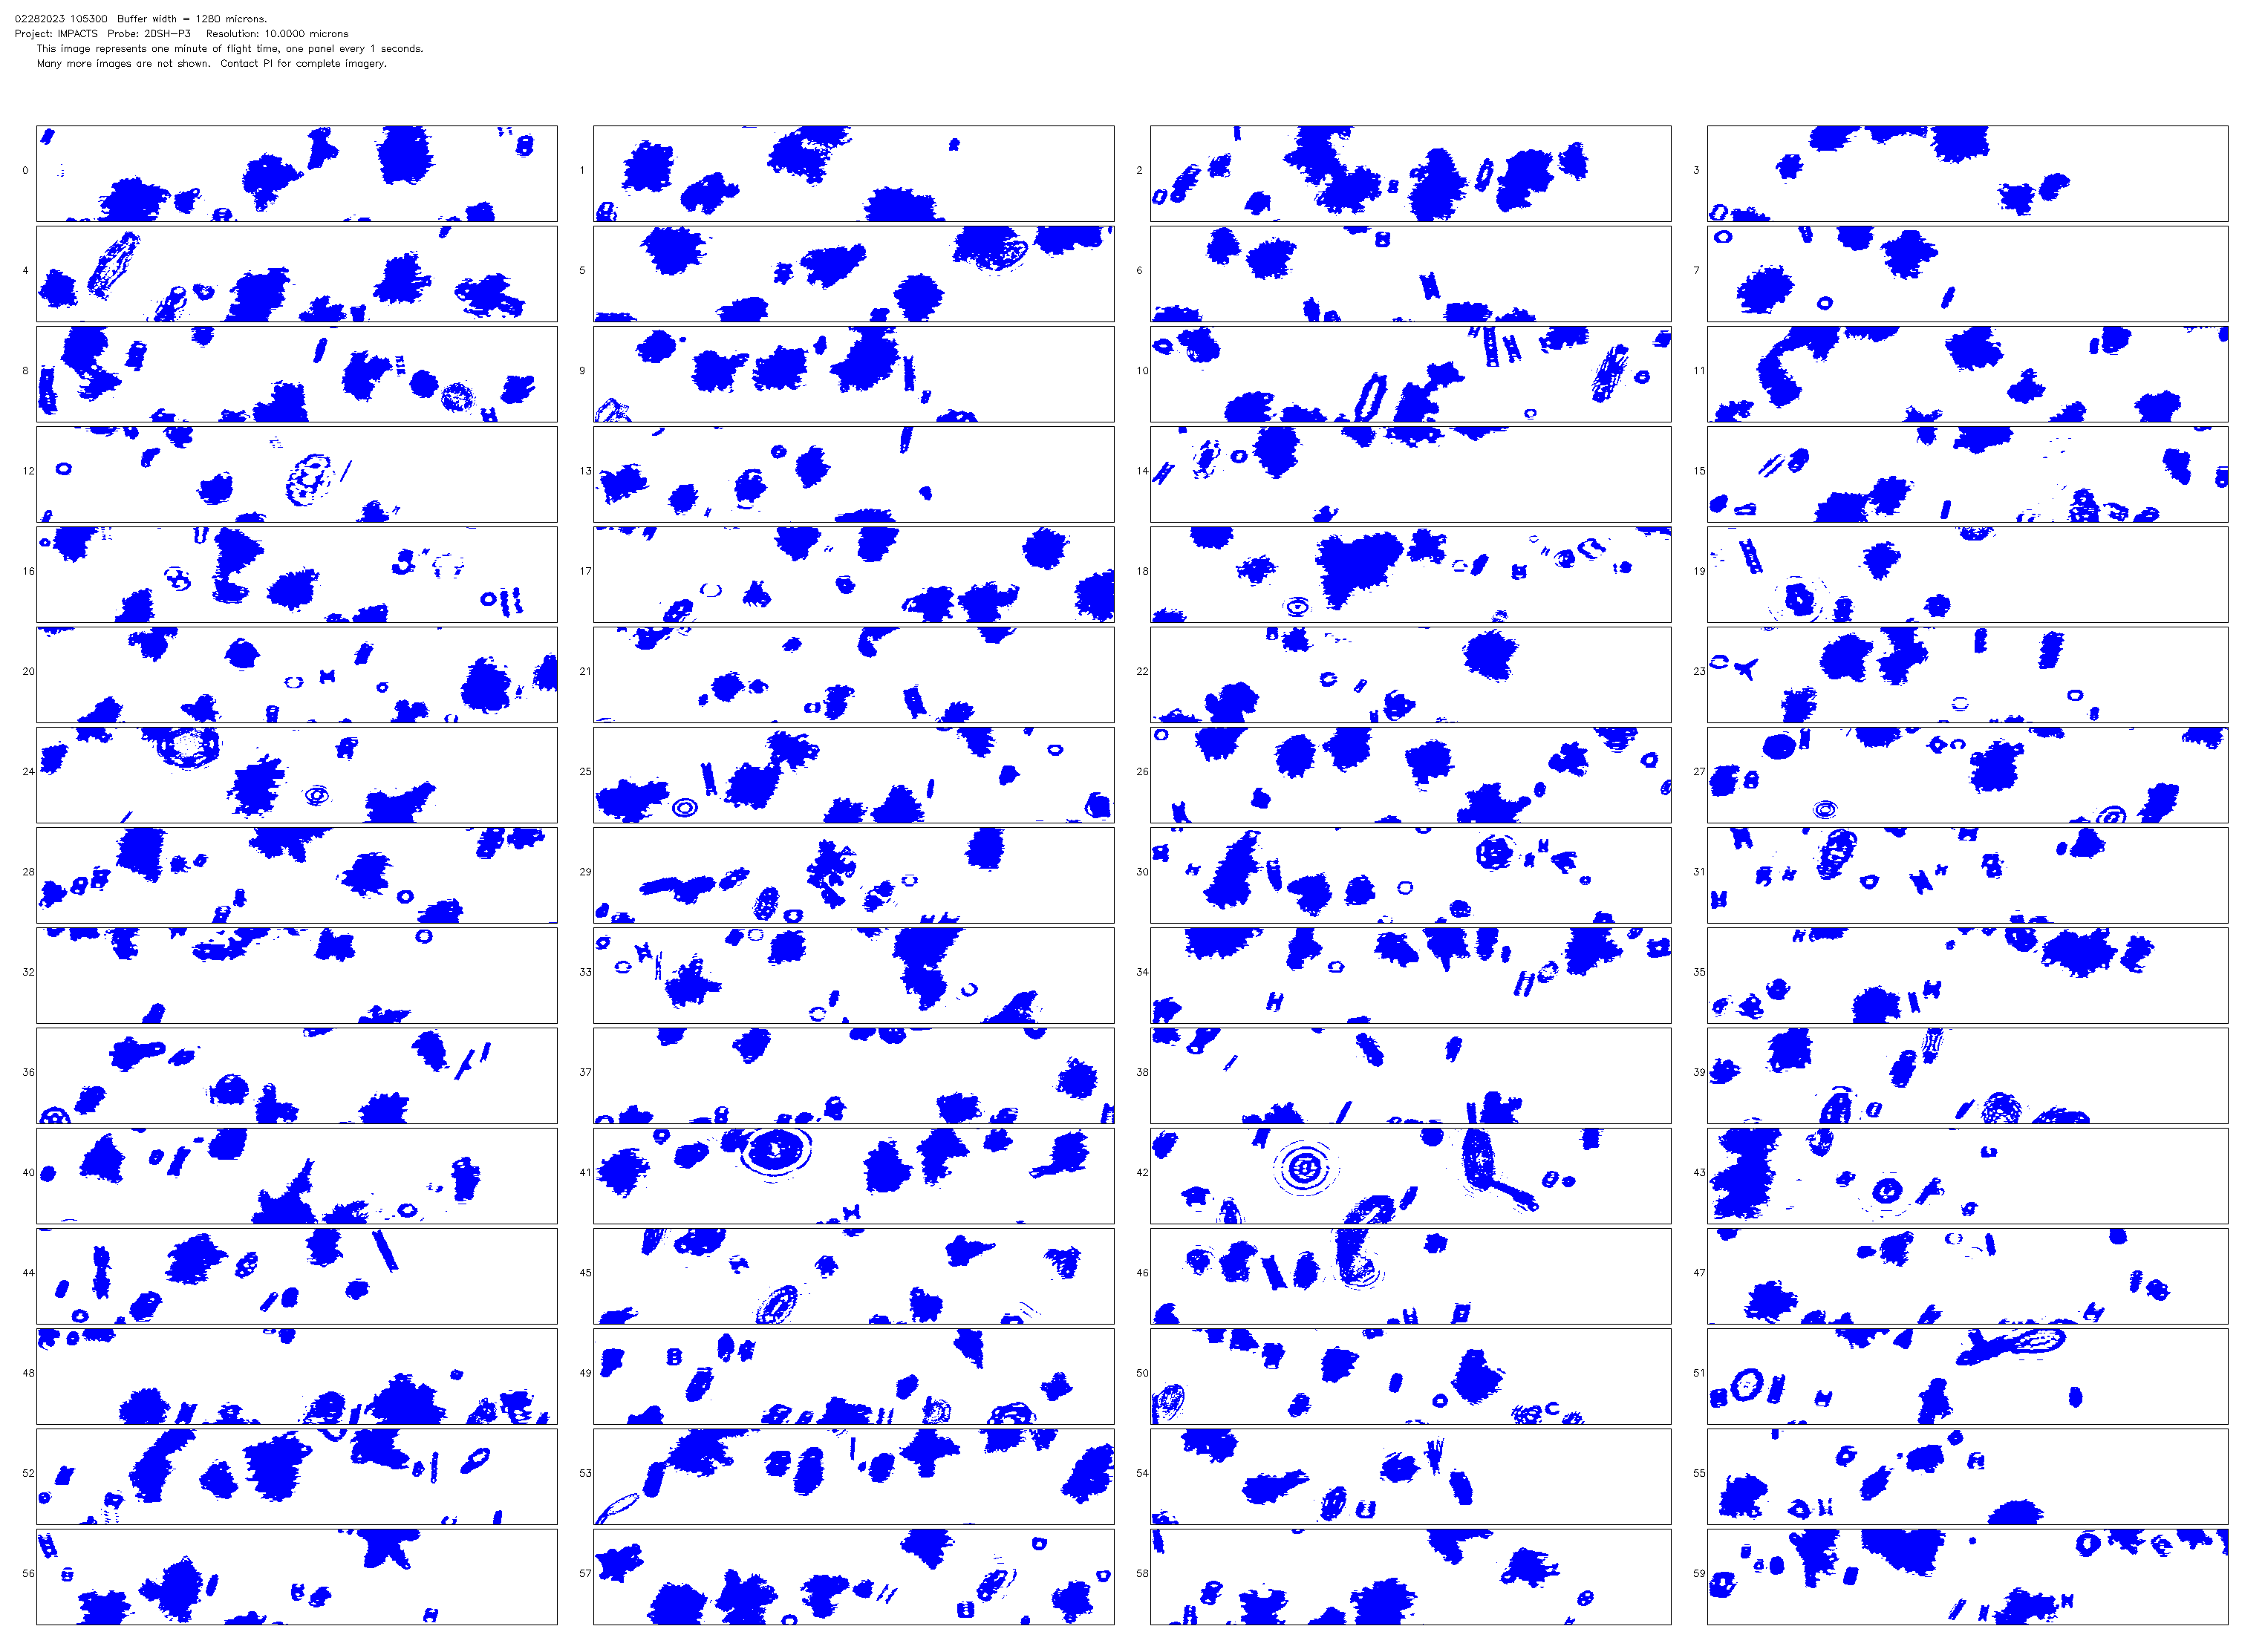 02282023 105300 Buffer width = 1280 microns.
Project: IMPACTS Probe: 2DSH-P3 Resolution: 10.0000 microns
This image represents one minute of flight time, one panel every 1 seconds.
Many more images are not shown. Contact PI for complete imagery.
0 1 2 3
4 5 6 7
8 9 10 11
12 13 14 15
16 17 18 19
20 21 22 23
24 25 26 27
28 29 30 31
32 33 34 35
36 37 38 39
40 41 42 43
44 45 46 47
48 49 50 51
52 53 54 55
56 57 58 59